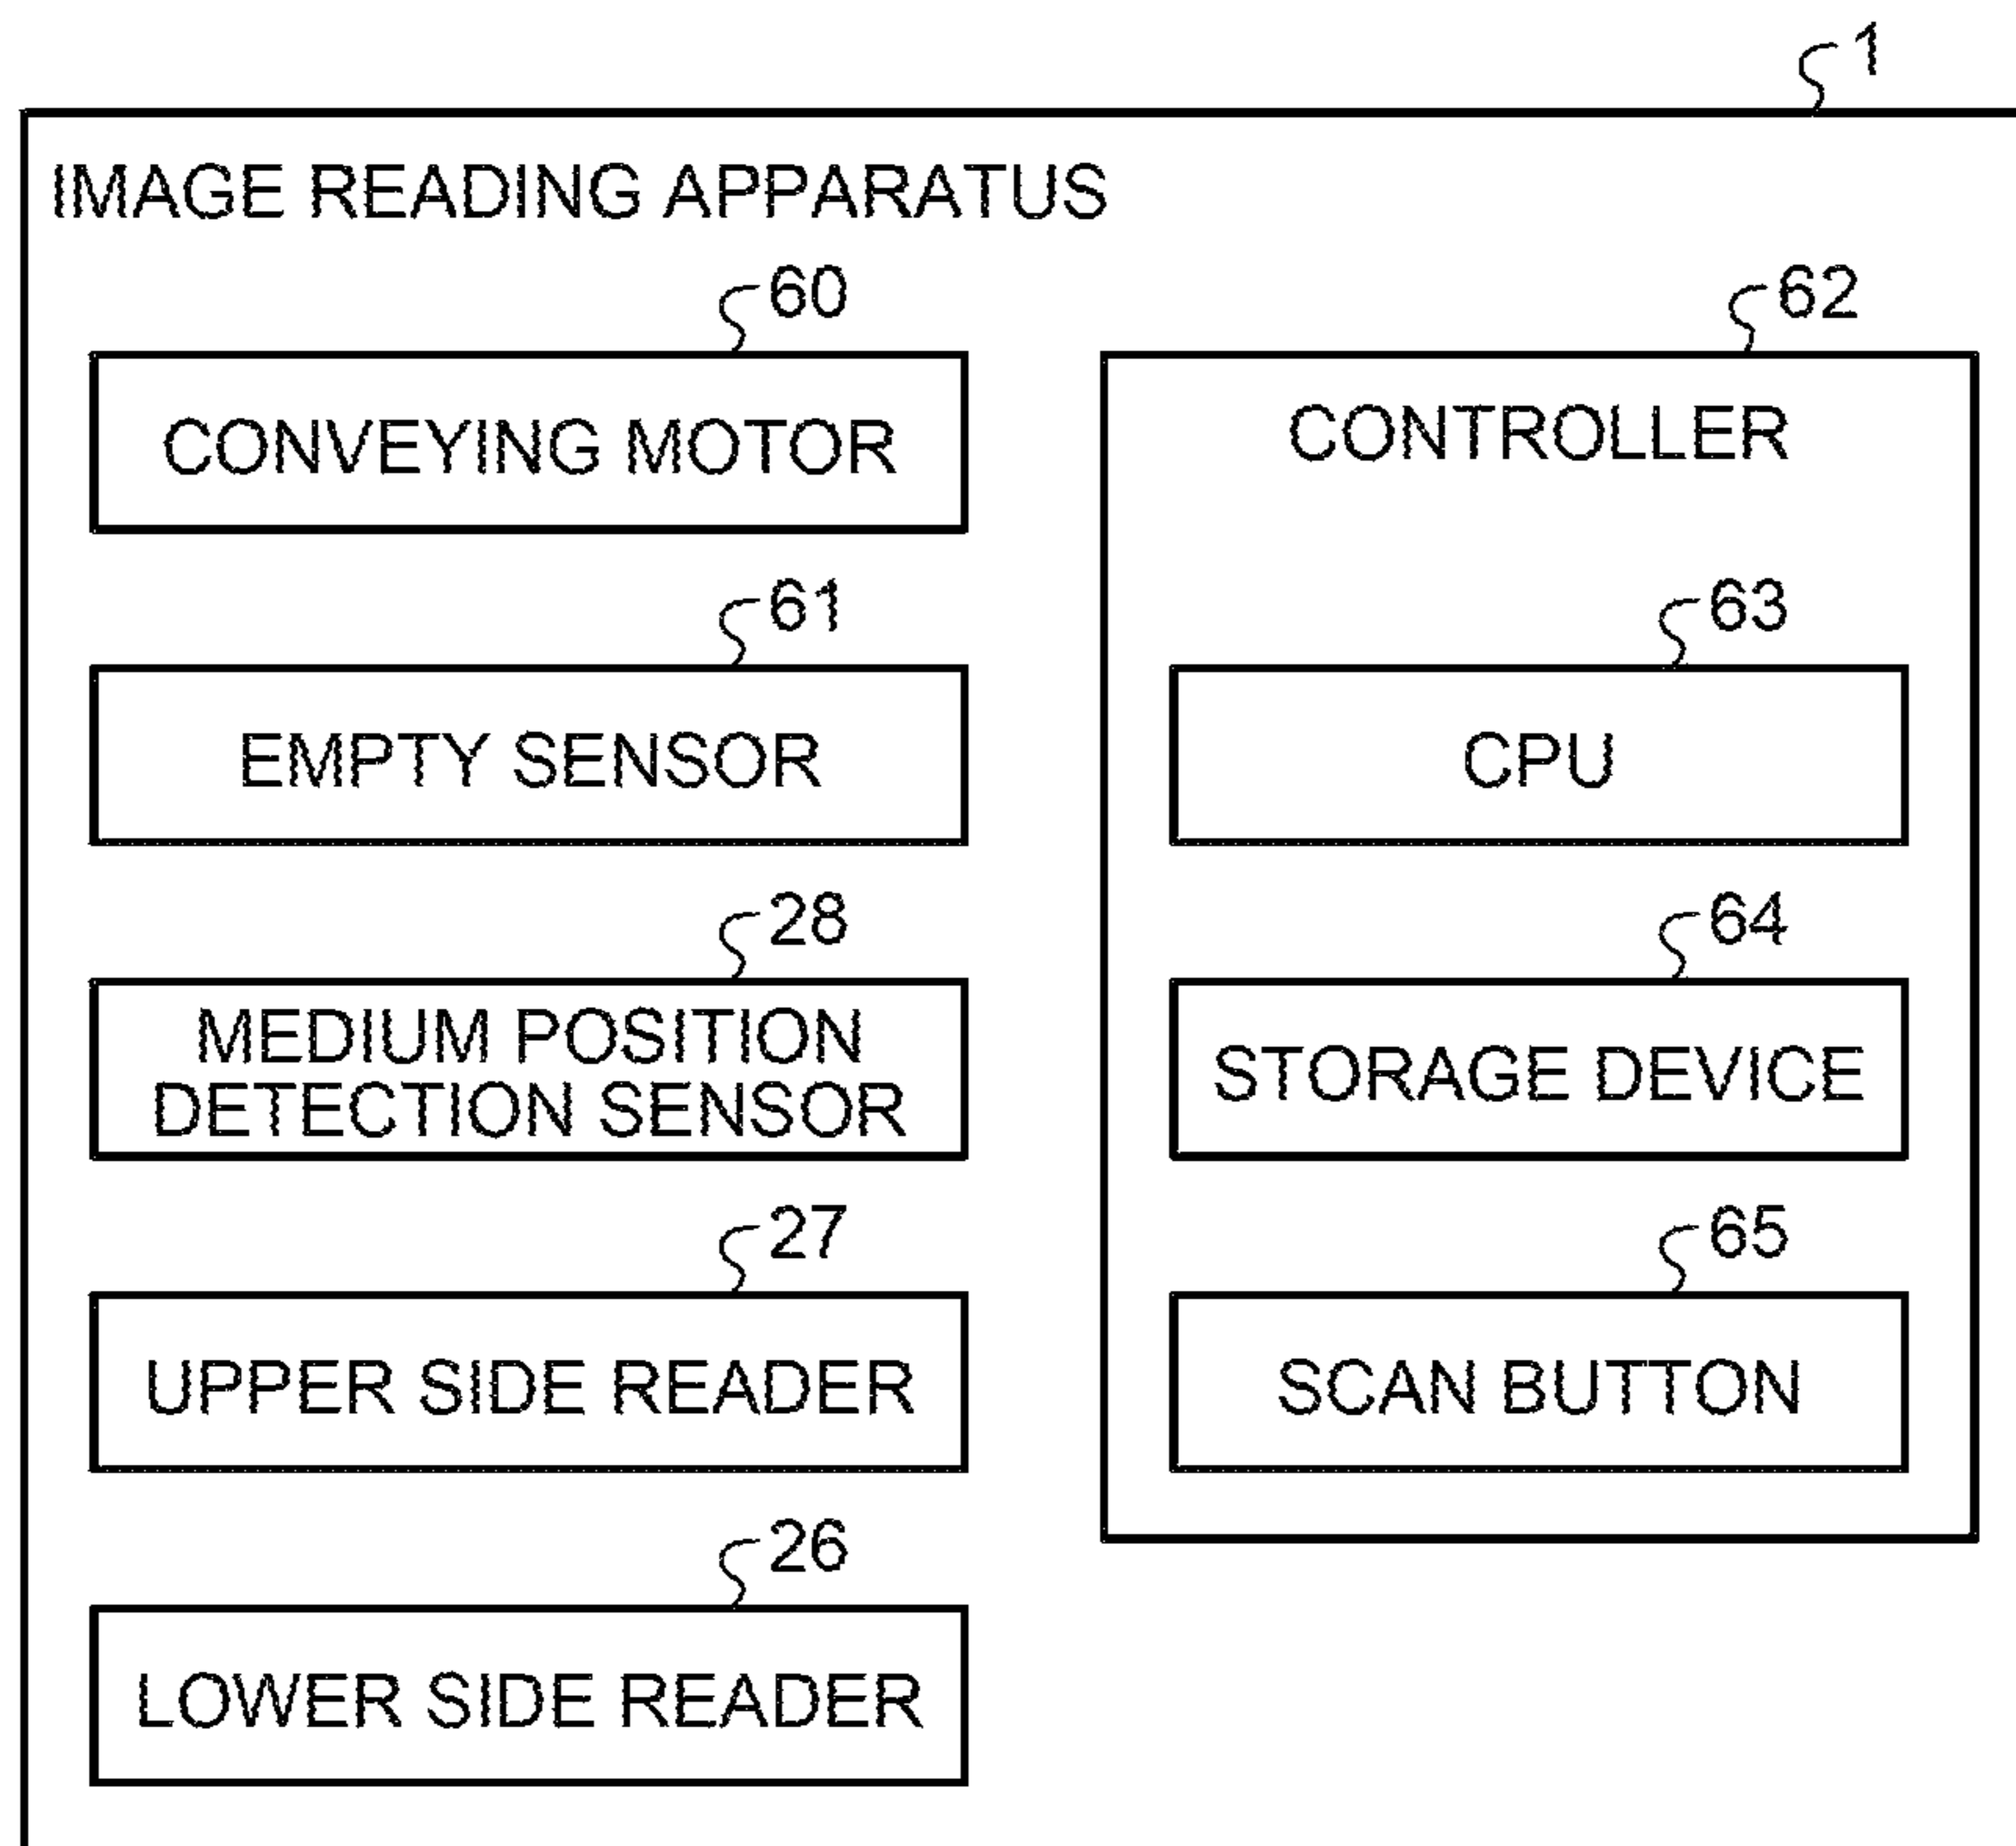 1
IMAGE READING APPARATUS
60
CONVEYING MOTOR
61
EMPTY SENSOR
28
MEDIUM POSITION
DETECTION SENSOR
27
UPPER SIDE READER
26
LOWER SIDE READER
62
CONTROLLER
63
CPU
64
STORAGE DEVICE
65
SCAN BUTTON